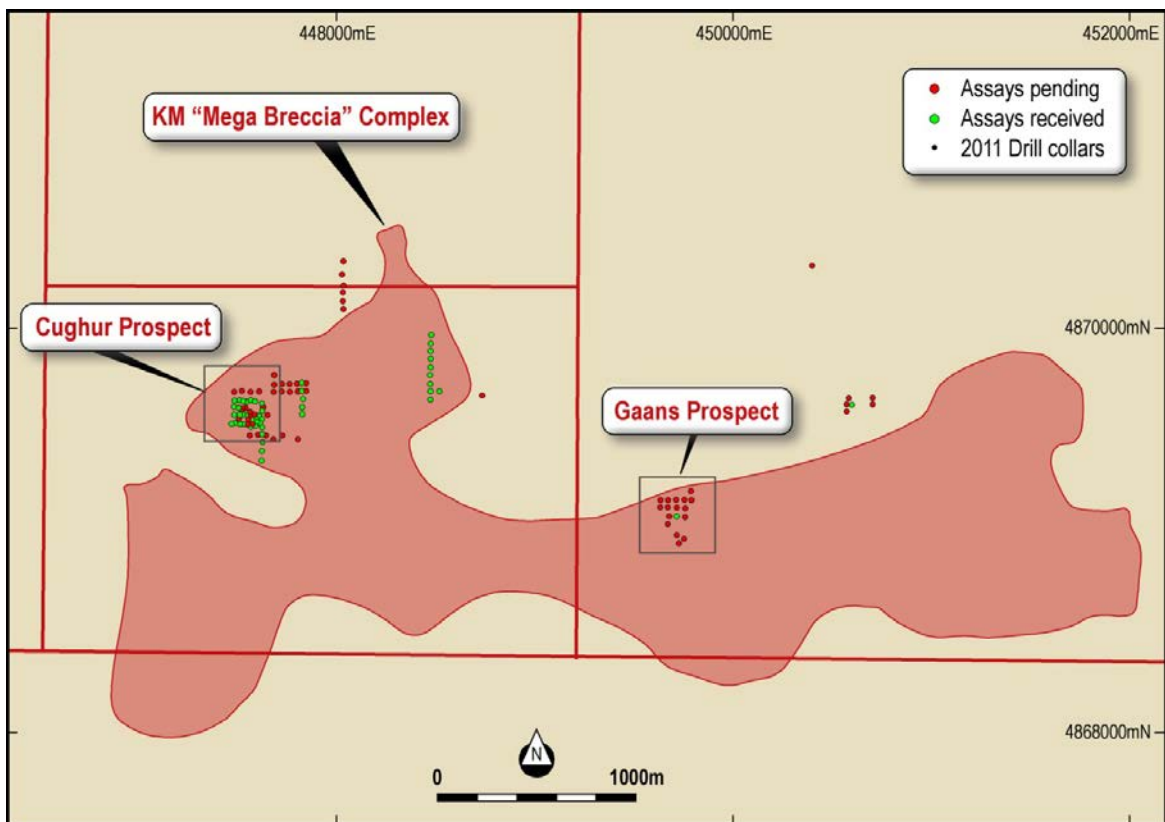 448000mE
450000mE
452000mE
Assays pending
Assays received
2011 Drill collars
KM “Mega Breccia” Complex
Cughur Prospect
4870000mN
Gaans Prospect
4868000mN
N
0 1000m